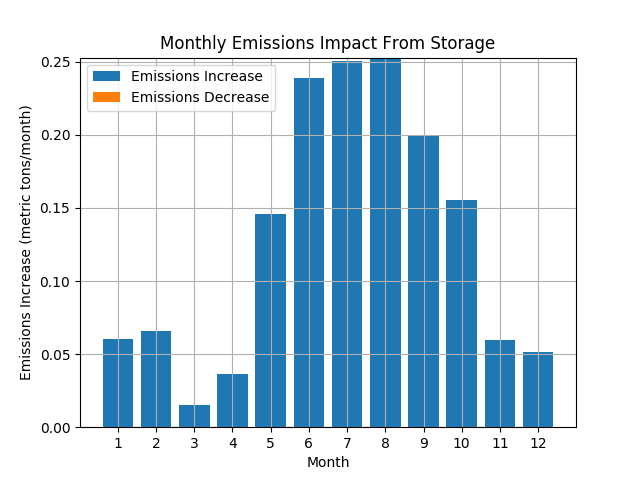 Monthly Emissions Impact From Storage
Emissions Increase
Emissions Decrease
Emissions Increase (metric tons/month)
0.25
0.20
0.15
0.10
0.05
0.00
1 2 3 4 5 6 7 8 9 10 11 12
Month